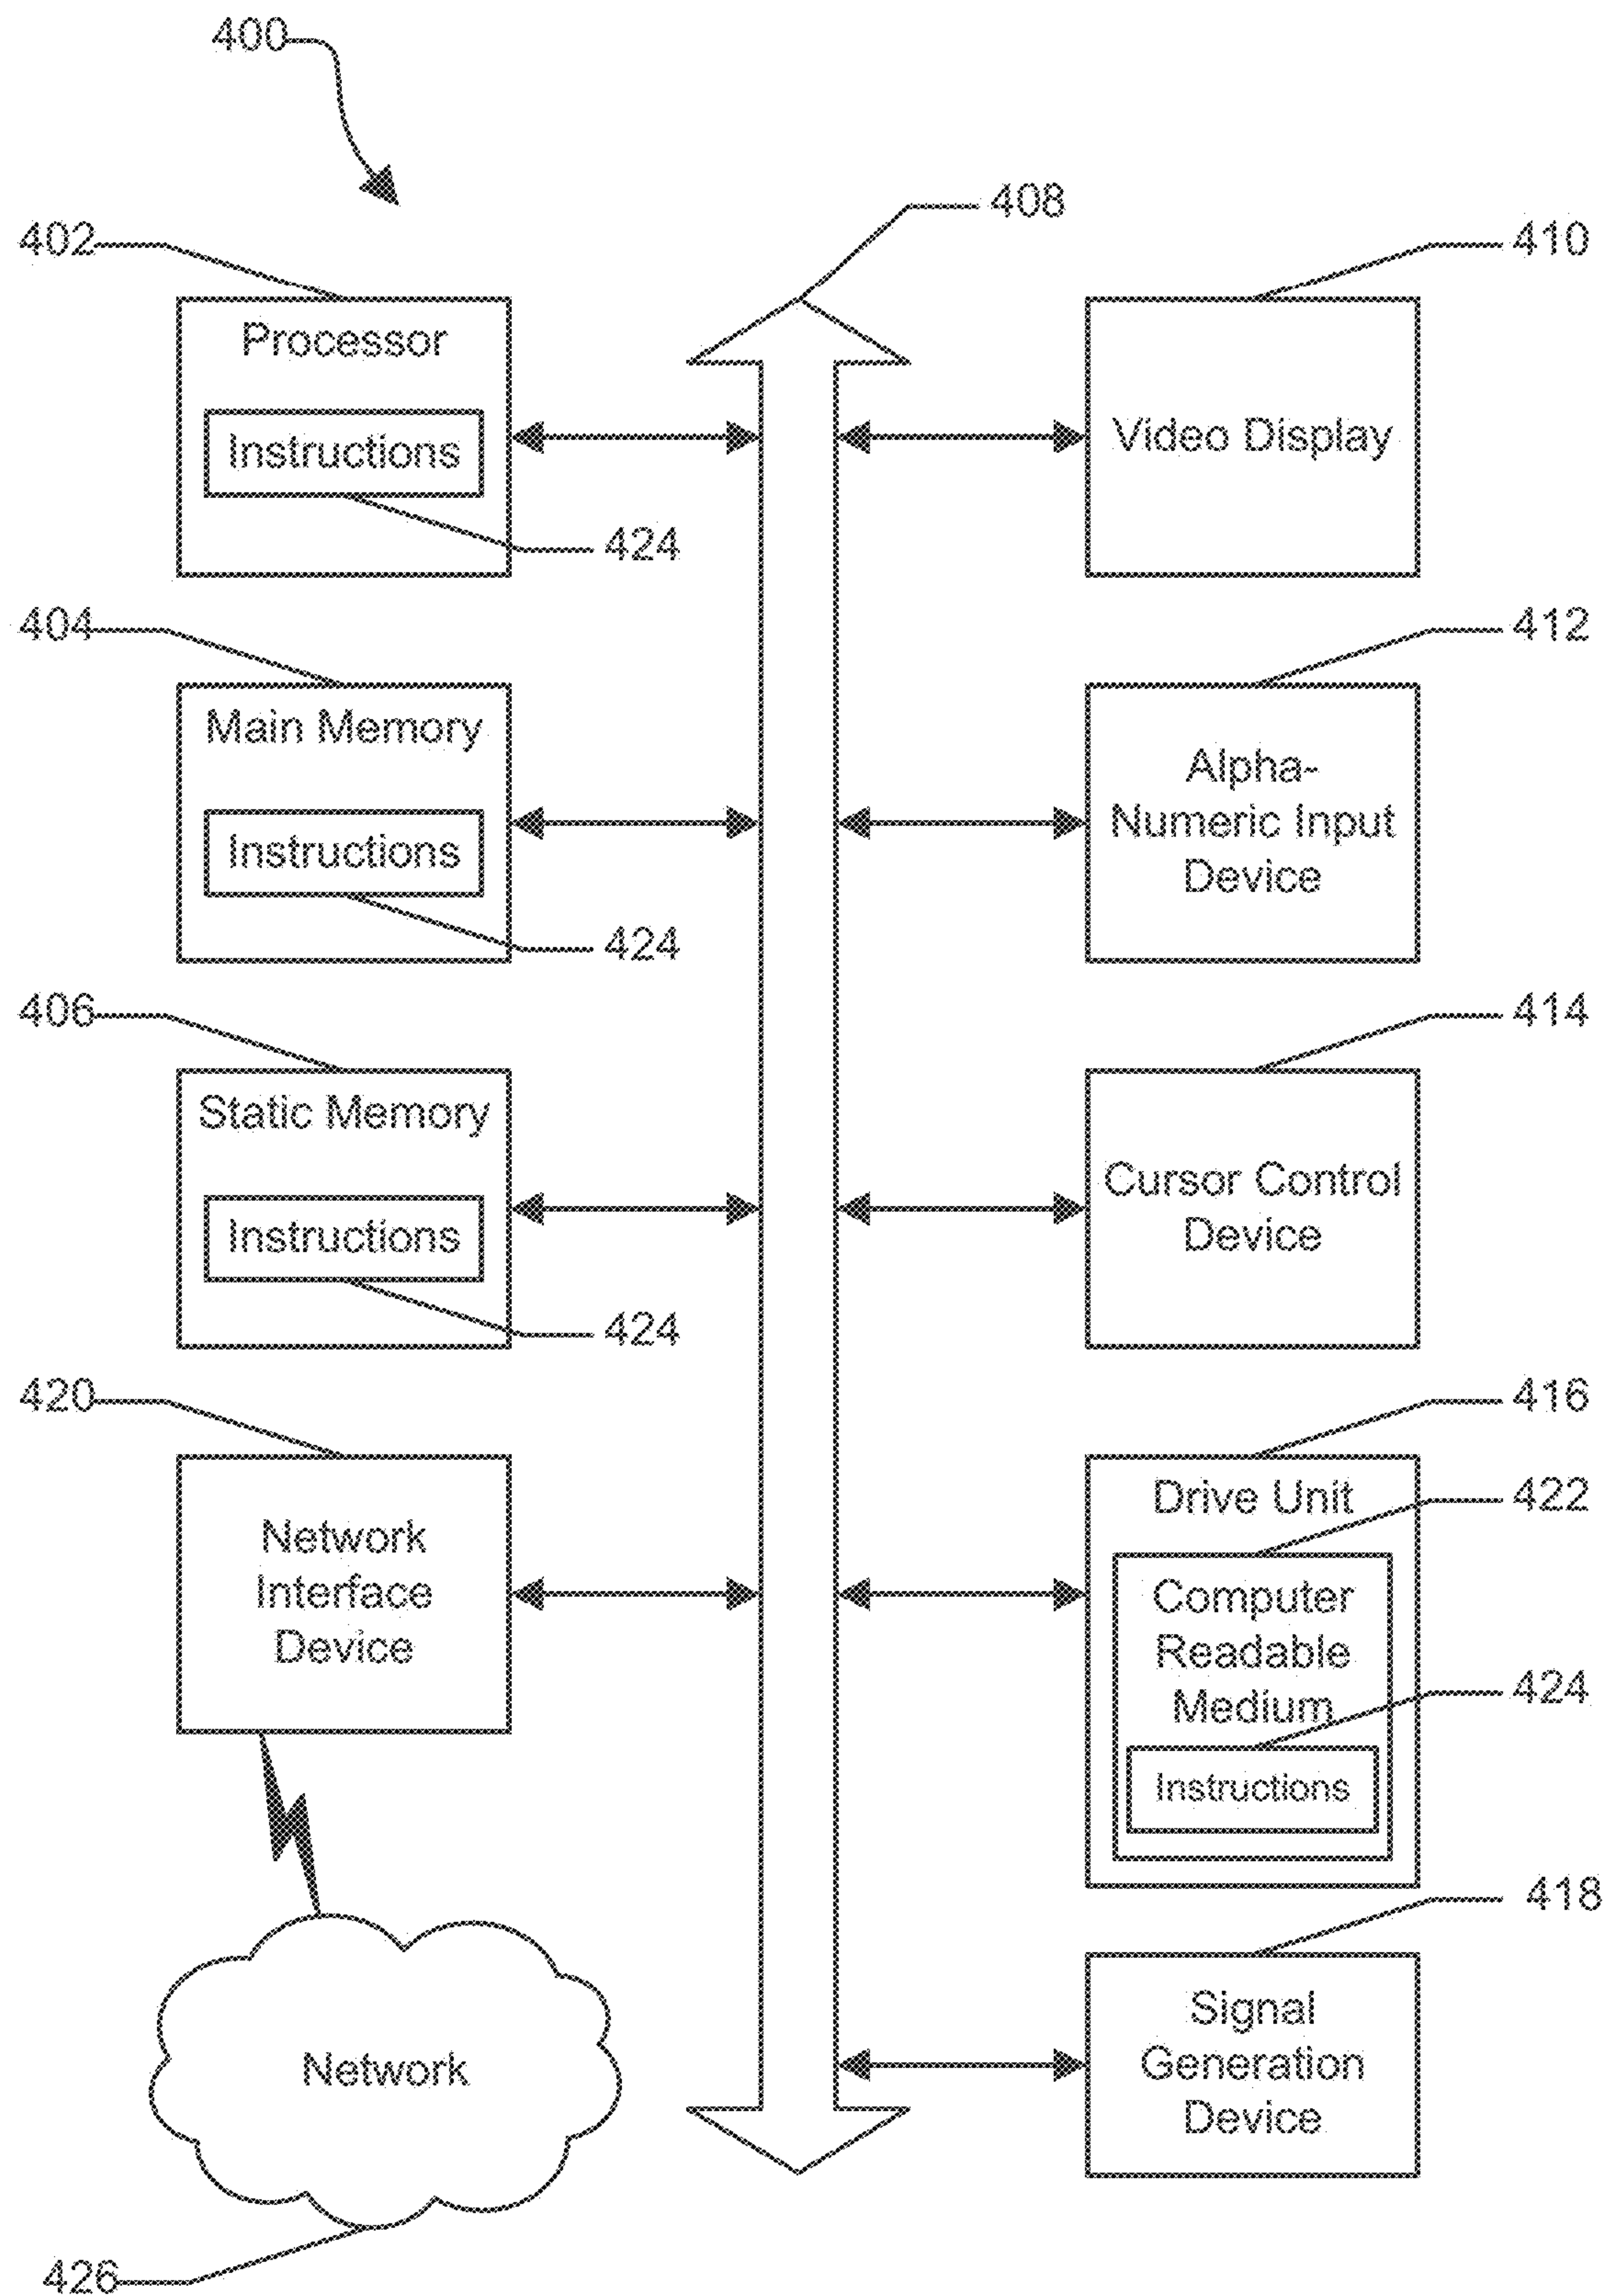 400
408
402
410
Processor
Instructions
Video Display
424
404
412
Main Memory
Alpha-
Numeric Input
Device
Instructions
424
406
414
Static Memory
Cursor Control
Device
Instructions
424
420
416
Drive Unit
422
Network
Interface
Device
Computer
Readable
Medium
424
Instructions
418
Signal
Generation
Device
Network
426